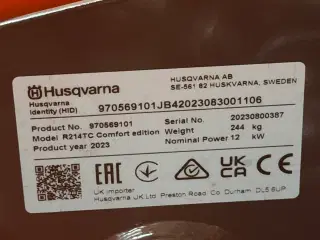 Husqvarna
HUSQVARNA AB
SE-561 82 HUSKVARNA, SWEDEN
Husqvarna
Identity (HID)
970569101JB42023083001106
Product No. 970569101
Serial No. 20230800387
Model R214TC Comfort edition
Weight 244 kg
Product year 2023
Nominal Power 12 kW
EAC
UK CA
UK importer
Husqvarna UK Ltd Preston Road Co. Durham DL5 6UP